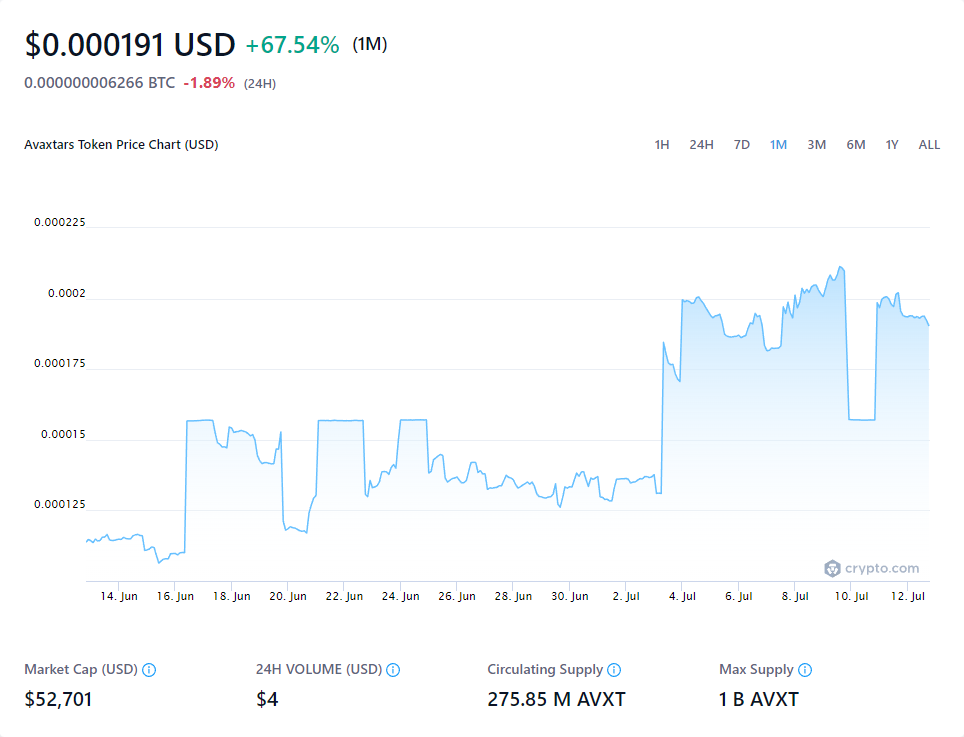 $0.000191 USD +67.54% (1M)
0.000000006266 BTC -1.89% (24H)
Avaxtars Token Price Chart (USD) 1H 24H 7D 1M 3M 6M 1Y ALL
0.000225
0.0002
0.000175
0.00015
0.000125
crypto.com
14. Jun 16. Jun 18. Jun 20. Jun 22. Jun 24. Jun 26. Jun 28. Jun 30. Jun 2. Jul 4. Jul 6. Jul 8. Jul 10. Jul 12. Jul
Market Cap (USD) 24H VOLUME (USD) Circulating Supply Max Supply
$52,701 $4 275.85 M AVXT 1 B AVXT